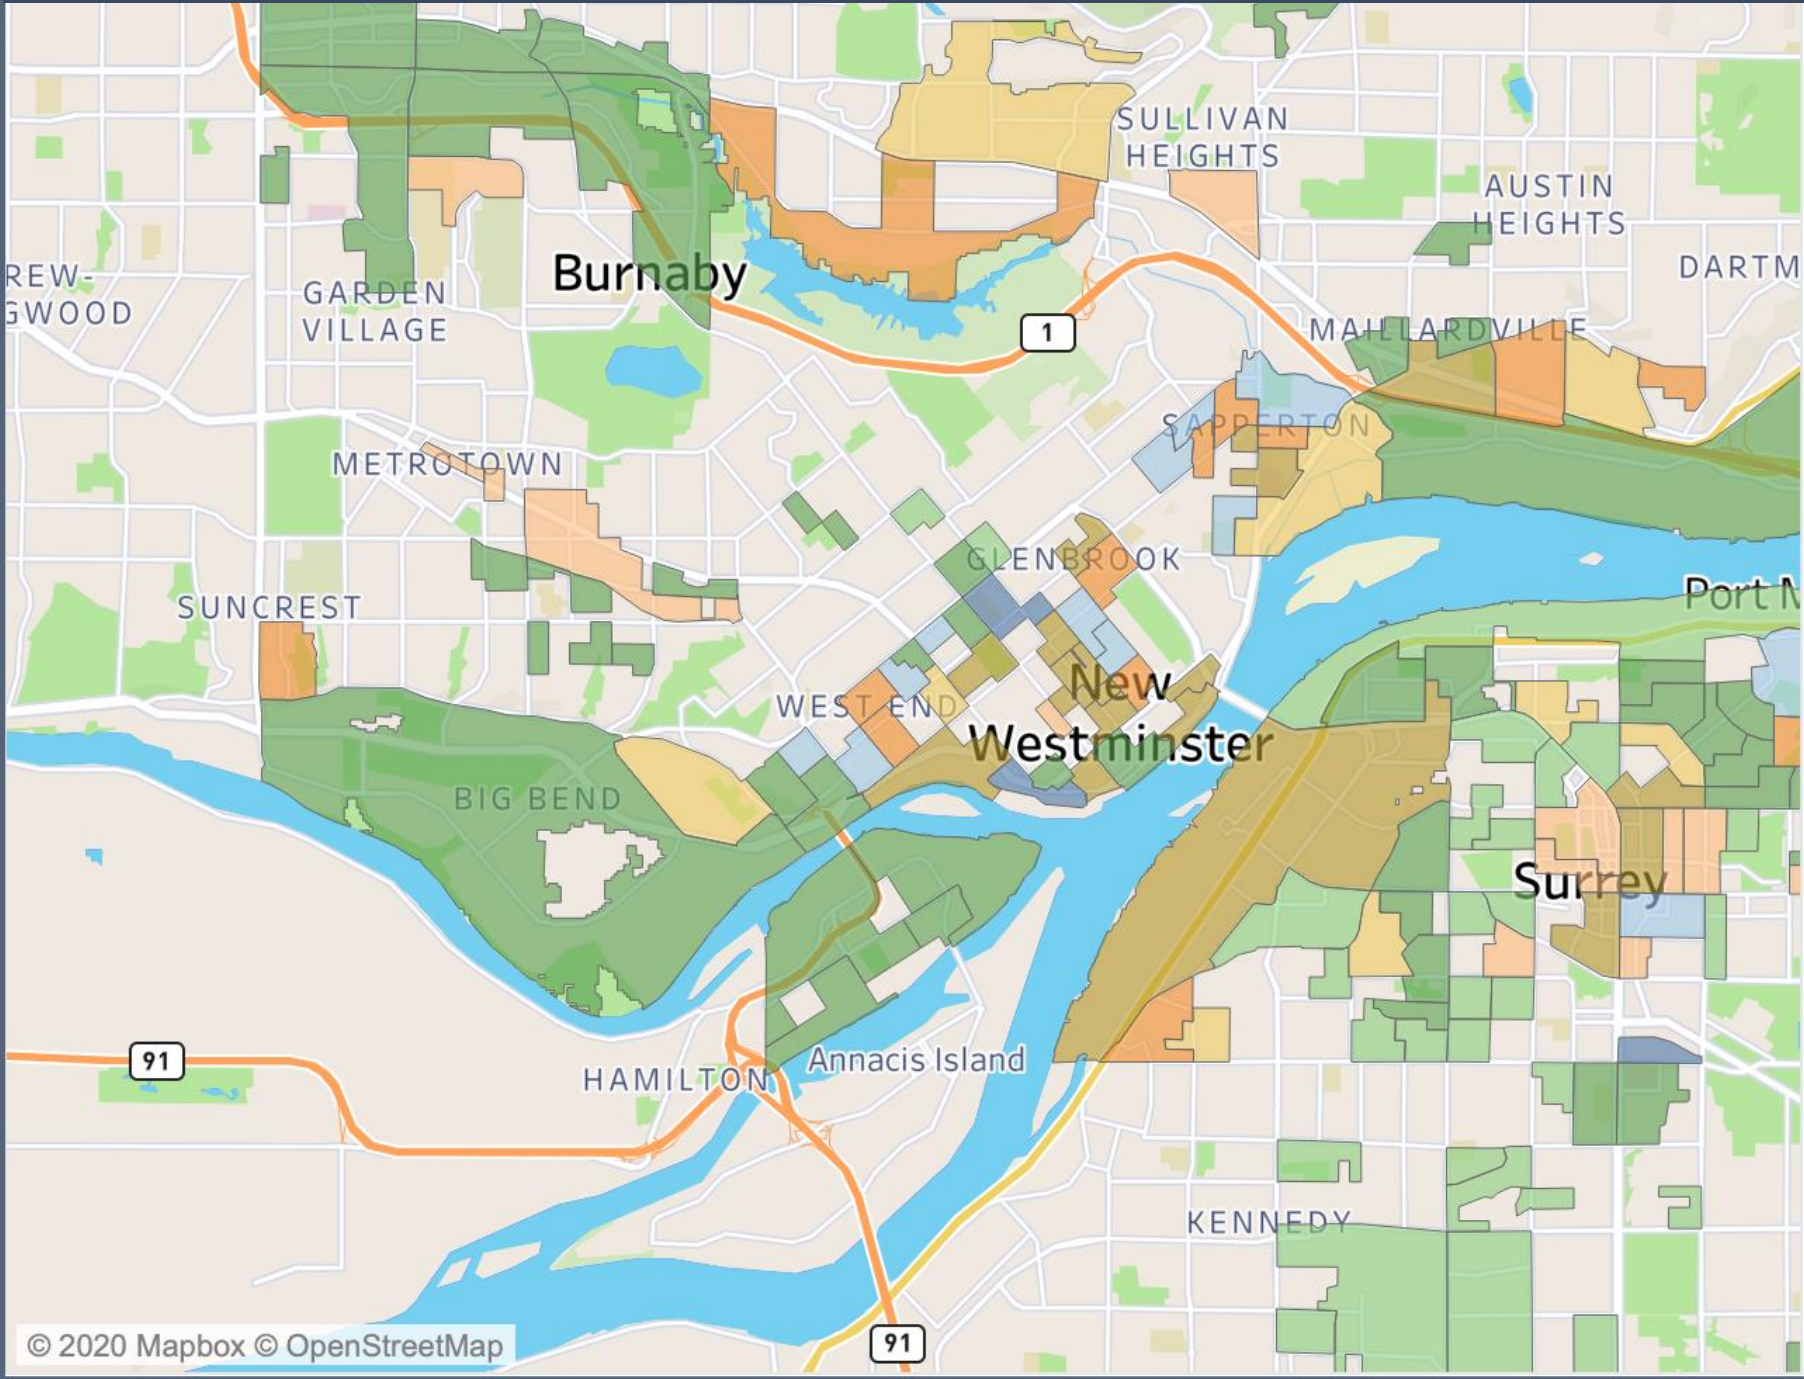 SULLIVAN
HEIGHTS
AUSTIN
HEIGHTS
Burnaby
REW-
GWOOD
DARTM
GARDEN
VILLAGE
1
MAILLARDVILLE
SAPPERTON
METROTOWN
GLENBROOK
SUNCREST
Port M
New
Westminster
WEST END
BIG BEND
Surrey
91
Annacis Island
HAMILTON
KENNEDY
91
© 2020 Mapbox © OpenStreetMap